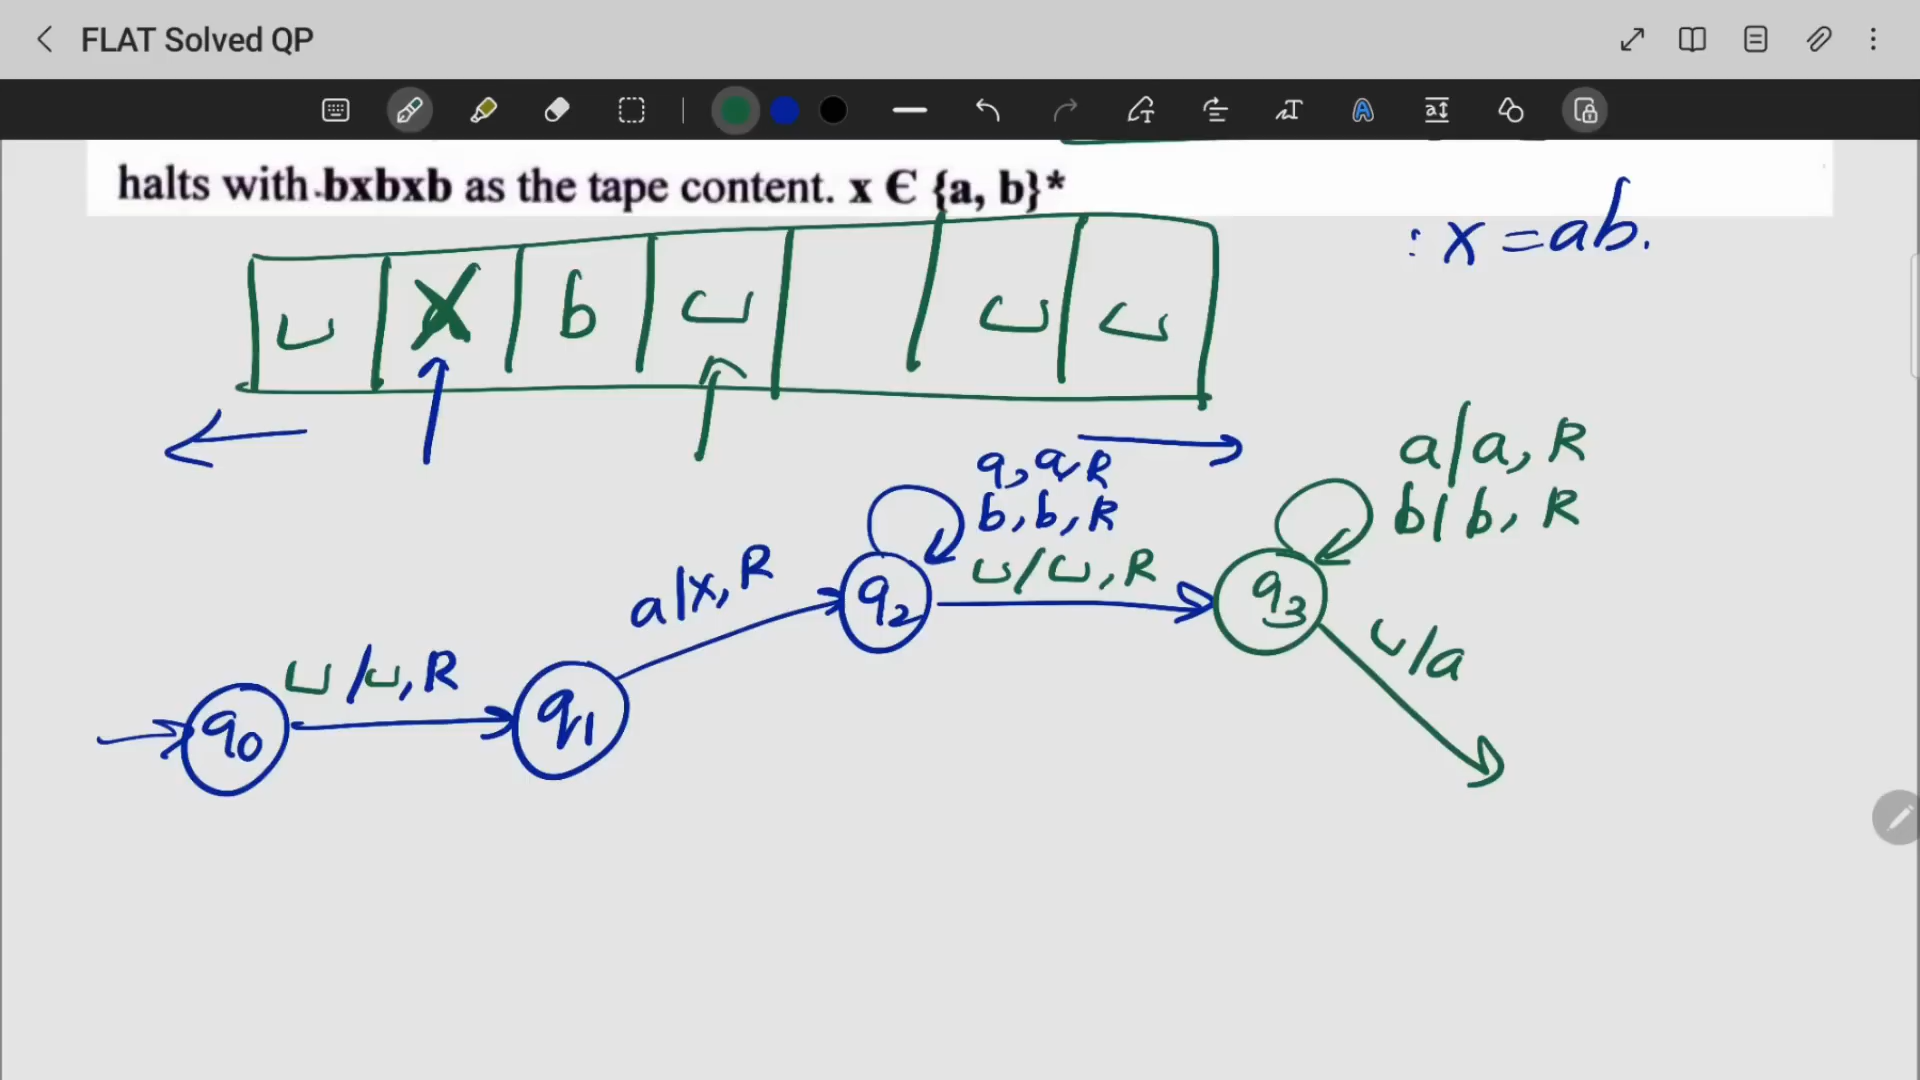 FLAT Solved QP
halts with bxbxb as the tape content. x Є {a, b}*
: x = ab.
⊔ X b ⊔ ⊔ ⊔
a/a, R
a, a, R
b, b, R
b/b, R
⊔/⊔, R
a/x, R
q2
q3
⊔/a
⊔/⊔, R
q0
q1